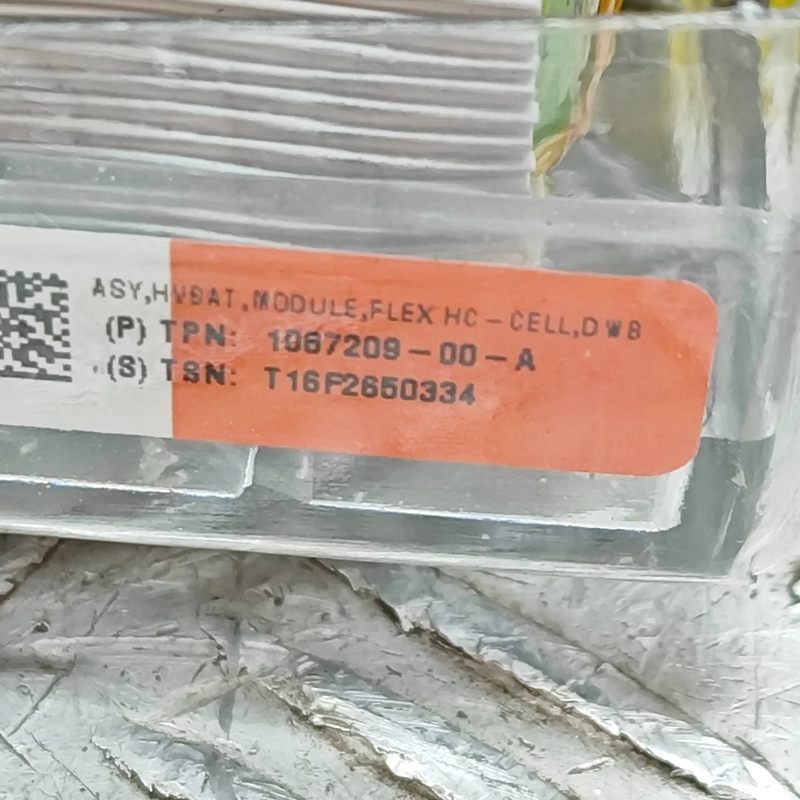 ASY,HVBAT,MODULE,FLEX HC-CELL,DWB
(P) TPN: 1067209-00-A
(S) TSN: T16F2650334